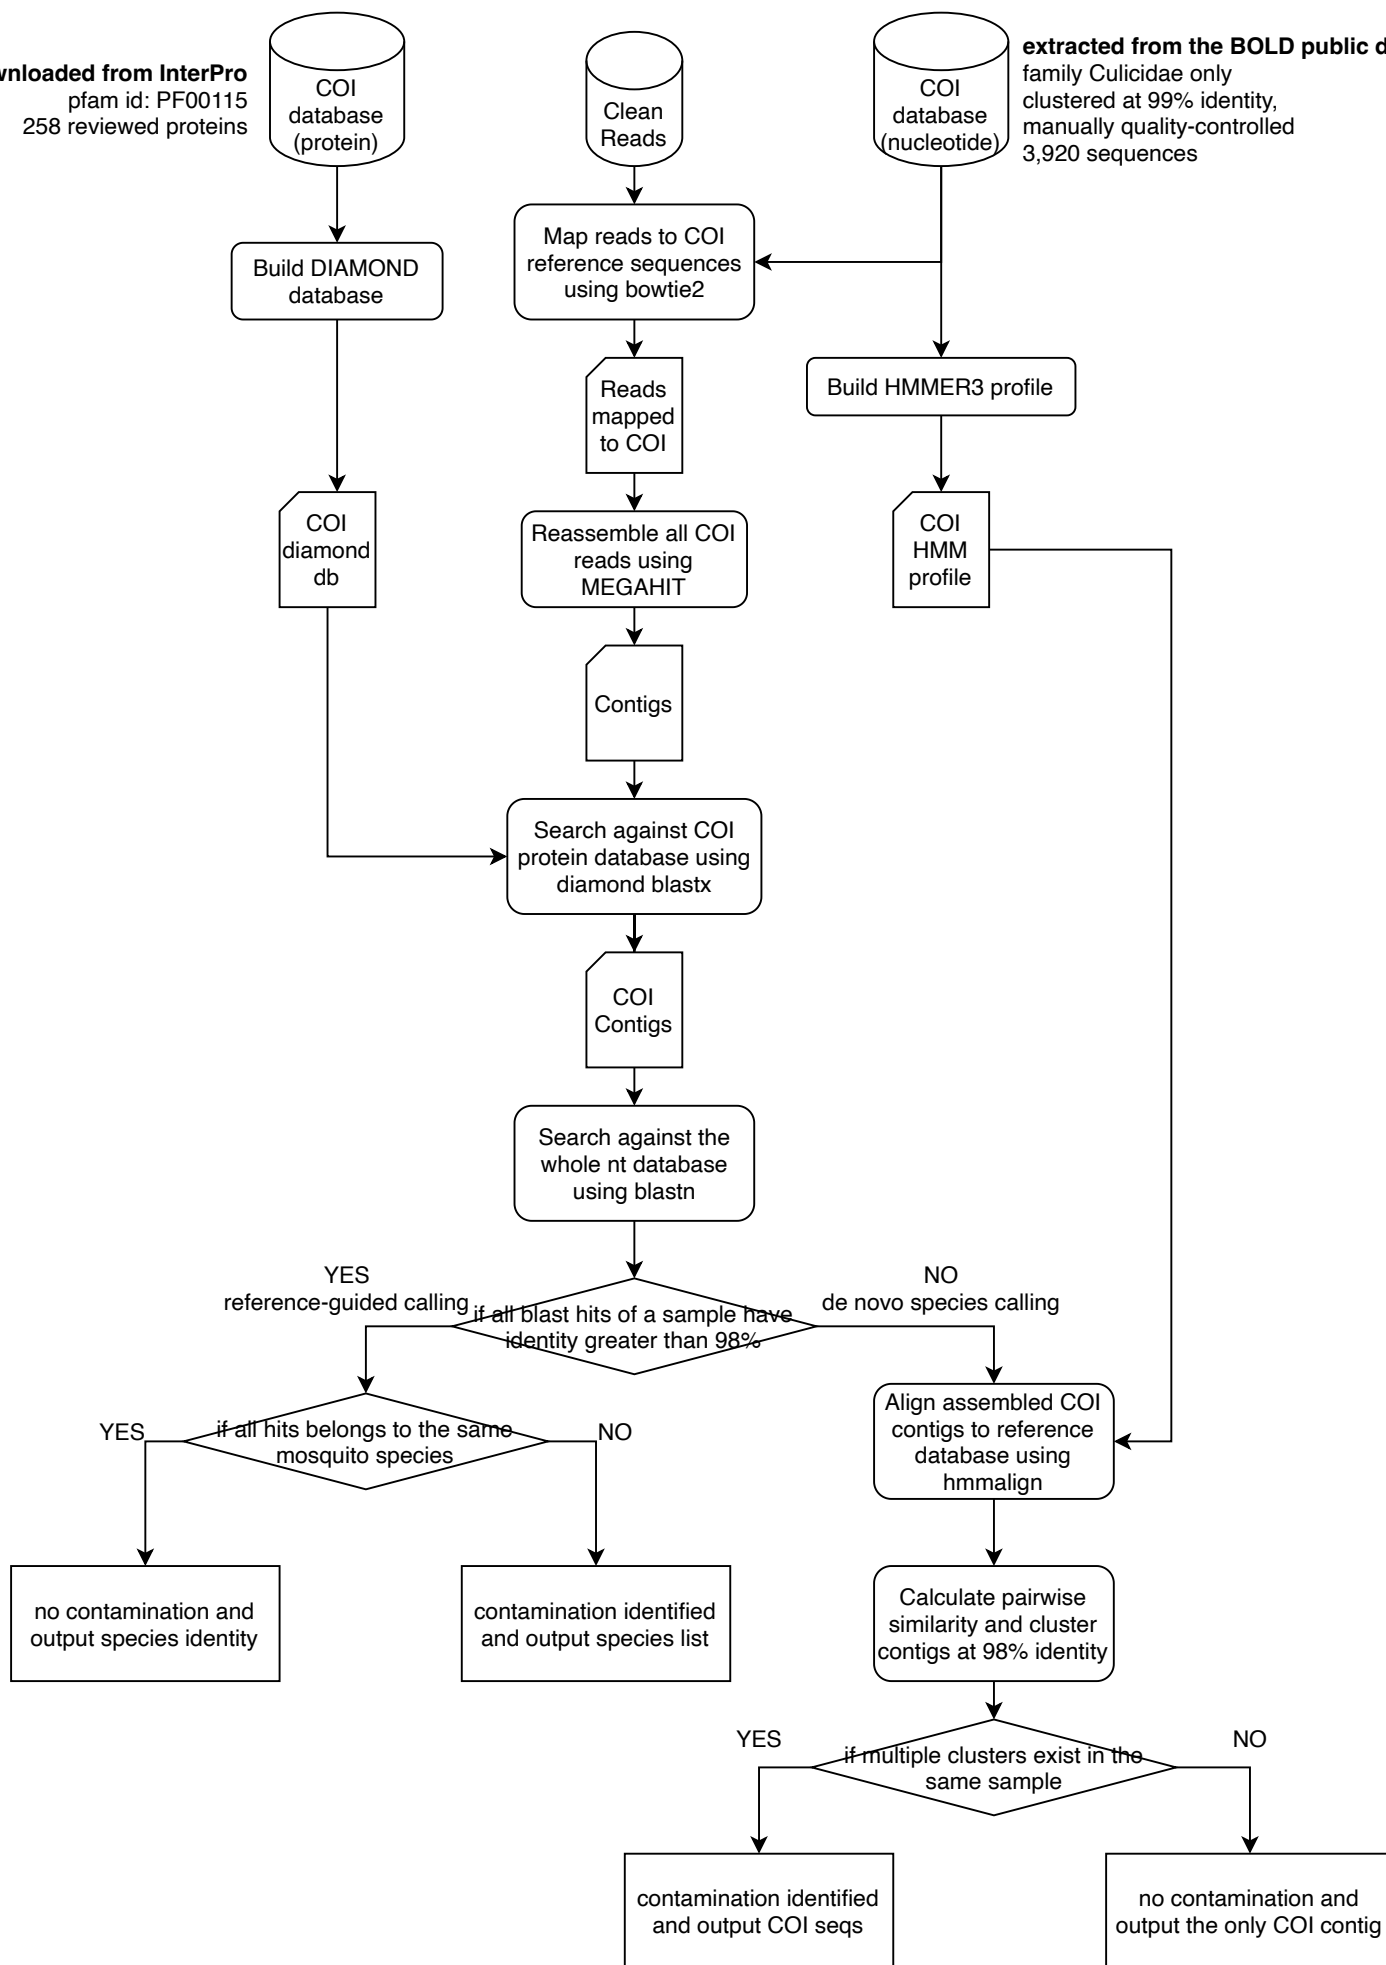 wnloaded from InterPro
pfam id: PF00115
258 reviewed proteins
COI
database
(protein)
Clean
Reads
COI
database
(nucleotide)
extracted from the BOLD public d
family Culicidae only
clustered at 99% identity,
manually quality-controlled
3,920 sequences
Build DIAMOND
database
Map reads to COI
reference sequences
using bowtie2
Build HMMER3 profile
Reads
mapped
to COI
COI
diamond
db
Reassemble all COI
reads using
MEGAHIT
COI
HMM
profile
Contigs
Search against COI
protein database using
diamond blastx
COI
Contigs
Search against the
whole nt database
using blastn
YES
reference-guided calling
if all blast hits of a sample have
identity greater than 98%
NO
de novo species calling
YES
if all hits belongs to the same
mosquito species
NO
Align assembled COI
contigs to reference
database using
hmmalign
no contamination and
output species identity
contamination identified
and output species list
Calculate pairwise
similarity and cluster
contigs at 98% identity
YES
if multiple clusters exist in the
same sample
NO
contamination identified
and output COI seqs
no contamination and
output the only COI contig